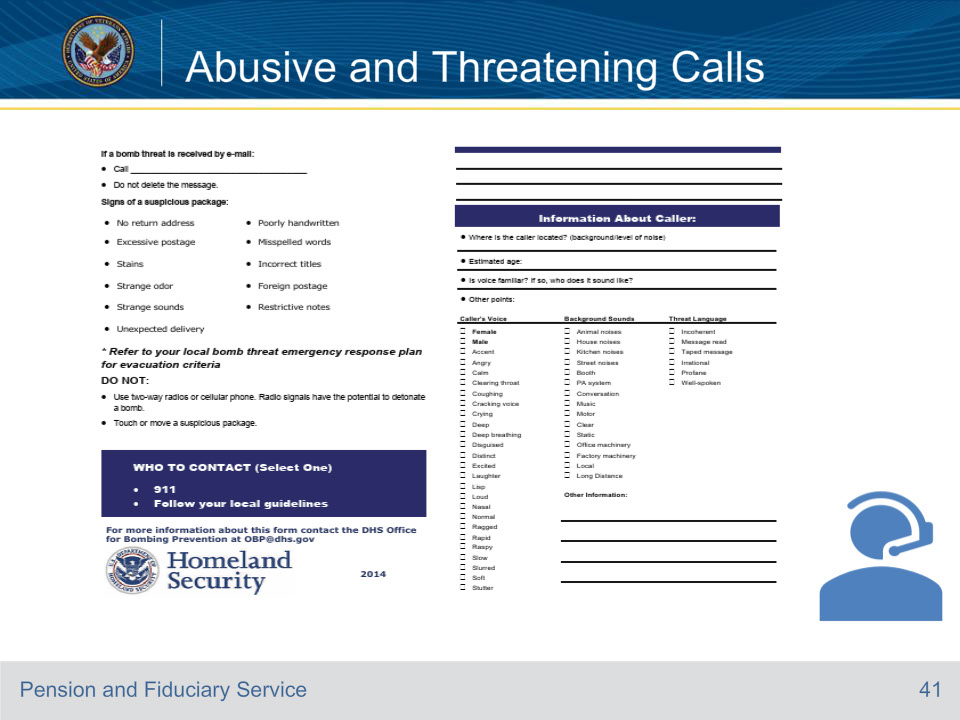 Abusive and Threatening Calls
If a bomb threat is received by e-mail:
• Call ____________________
• Do not delete the message.
Signs of a suspicious package:
• No return address
• Excessive postage
• Stains
• Strange odor
• Strange sounds
• Unexpected delivery
• Poorly handwritten
• Misspelled words
• Incorrect titles
• Foreign postage
• Restrictive notes
* Refer to your local bomb threat emergency response plan
for evacuation criteria
DO NOT:
• Use two-way radios or cellular phone. Radio signals have the potential to detonate
a bomb.
• Touch or move a suspicious package.
WHO TO CONTACT (Select One)
• 911
• Follow your local guidelines
For more information about this form contact the DHS Office
for Bombing Prevention at OBP@dhs.gov
Homeland
Security
2014
Information About Caller:
• Where is the caller located? (background/level of noise)
• Estimated age:
• Is voice familiar? If so, who does it sound like?
• Other points:
Caller's Voice
☐ Female
☐ Male
☐ Accent
☐ Angry
☐ Calm
☐ Clearing throat
☐ Coughing
☐ Cracking voice
☐ Crying
☐ Deep
☐ Deep breathing
☐ Disguised
☐ Distinct
☐ Excited
☐ Laughter
☐ Lisp
☐ Loud
☐ Nasal
☐ Normal
☐ Ragged
☐ Rapid
☐ Raspy
☐ Slow
☐ Slurred
☐ Soft
☐ Stutter
Background Sounds
☐ Animal noises
☐ House noises
☐ Kitchen noises
☐ Street noises
☐ Booth
☐ PA system
☐ Conversation
☐ Music
☐ Motor
☐ Clear
☐ Static
☐ Office machinery
☐ Factory machinery
☐ Local
☐ Long Distance
Other Information:
Threat Language
☐ Incoherent
☐ Message read
☐ Taped message
☐ Irrational
☐ Profane
☐ Well-spoken
Pension and Fiduciary Service
41